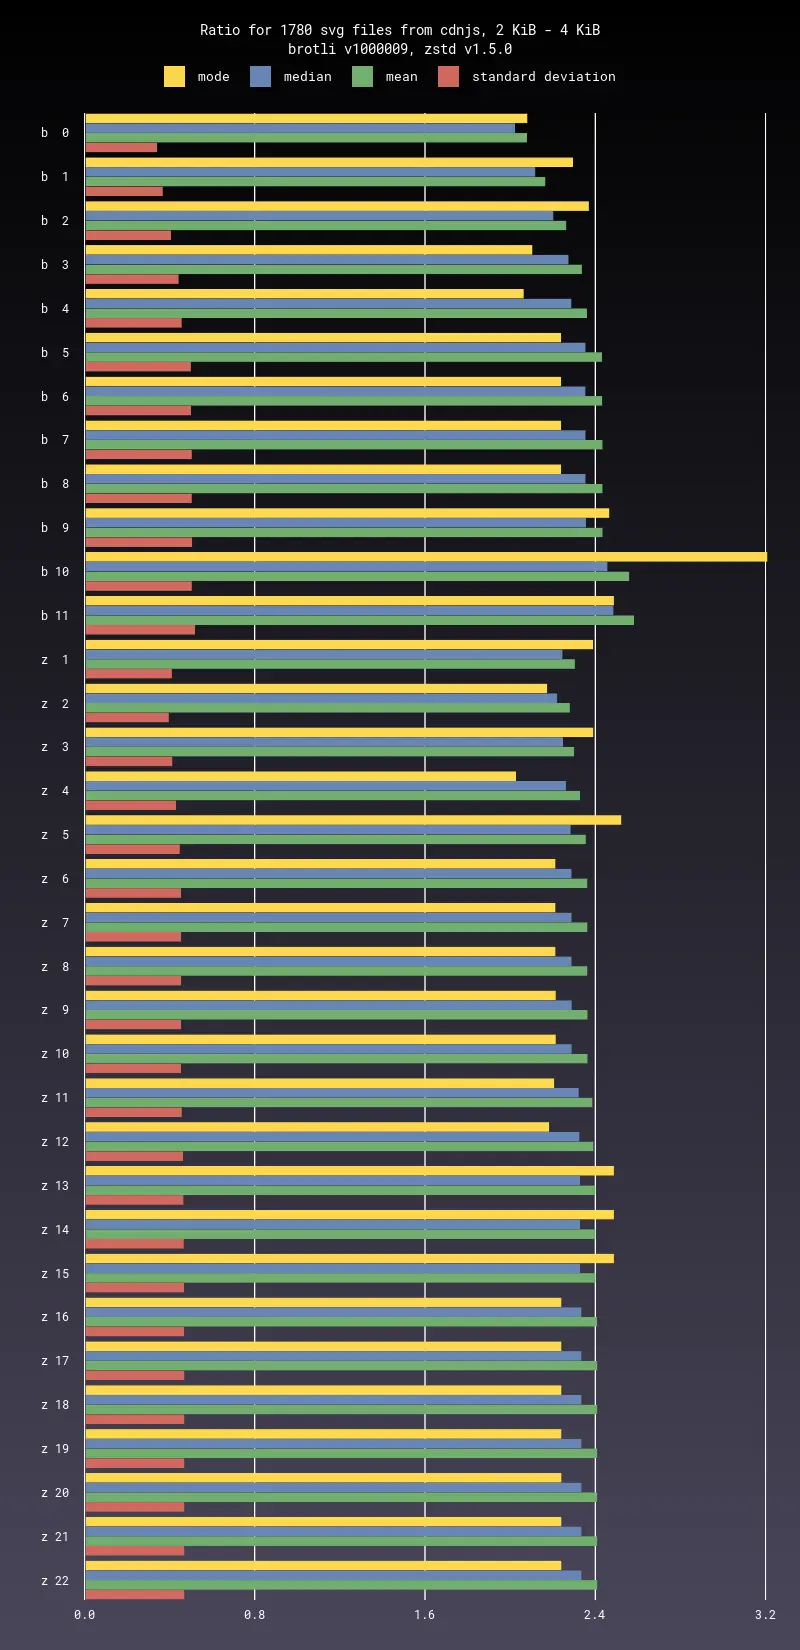 Ratio for 1780 svg files from cdnjs, 2 KiB - 4 KiB
brotli v1000009, zstd v1.5.0
mode median mean standard deviation
b 0
b 1
b 2
b 3
b 4
b 5
b 6
b 7
b 8
b 9
b 10
b 11
z 1
z 2
z 3
z 4
z 5
z 6
z 7
z 8
z 9
z 10
z 11
z 12
z 13
z 14
z 15
z 16
z 17
z 18
z 19
z 20
z 21
z 22
0.0 0.8 1.6 2.4 3.2